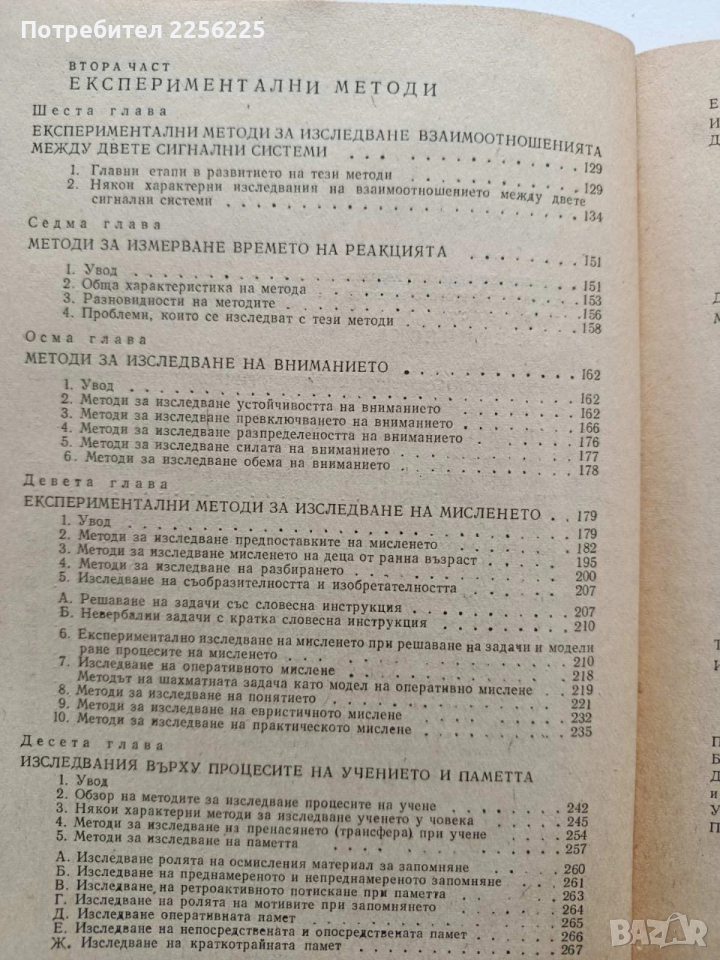 Потребител 2256225
ВТОРА ЧАСТ
ЕКСПЕРИМЕНТАЛНИ МЕТОДИ
Шеста глава
ЕКСПЕРИМЕНТАЛНИ МЕТОДИ ЗА ИЗСЛЕДВАНЕ ВЗАИМООТНОШЕНИЯТА
МЕЖДУ ДВЕТЕ СИГНАЛНИ СИСТЕМИ . . . . . . . 129
1. Главни етапи в развитието на тези методи . . . . . 129
2. Някои характерни изследвания на взаимоотношението между двете
сигнални системи . . . . . . . . . . 134
Седма глава
МЕТОДИ ЗА ИЗМЕРВАНЕ ВРЕМЕТО НА РЕАКЦИЯТА . . . . 151
1. Увод . . . . . . . . . . 151
2. Обща характеристика на метода . . . . . . . 153
3. Разновидности на методите . . . . . . . . 156
4. Проблеми, които се изследват с тези методи . . . . . 158
Осма глава
МЕТОДИ ЗА ИЗСЛЕДВАНЕ НА ВНИМАНИЕТО . . . . . . 162
1. Увод . . . . . . . . . . 162
2. Методи за изследване устойчивостта на вниманието . . . . 162
3. Методи за изследване превключването на вниманието . . . . 166
4. Методи за изследване разпределеността на вниманието . . . 176
5. Методи за изследване силата на вниманието . . . . . 177
6. Методи за изследване обема на вниманието . . . . . 178
Девета глава
ЕКСПЕРИМЕНТАЛНИ МЕТОДИ ЗА ИЗСЛЕДВАНЕ НА МИСЛЕНЕТО . . 179
1. Увод . . . . . . . . . . 179
2. Методи за изследване предпоставките на мисленето . . . . 182
3. Методи за изследване мисленето на деца от ранна възраст . . . 195
4. Методи за изследване на разбирането . . . . . . 200
5. Изследване на съобразителността и изобретателността . . . 207
А. Решаване на задачи със словесна инструкция . . . . . 207
Б. Невербални задачи с кратка словесна инструкция . . . . 210
6. Експериментално изследване на мисленето при решаване на задачи и модели
ране процесите на мисленето . . . . . . . . 210
7. Изследване на оперативното мислене . . . . . . 218
Методът на шахматната задача като модел на оперативно мислене . 219
8. Методи за изследване на понятието . . . . . . 221
9. Методи за изследване на евристичното мислене . . . . 232
10. Методи за изследване на практическото мислене . . . . 235
Десета глава
ИЗСЛЕДВАНИЯ ВЪРХУ ПРОЦЕСИТЕ НА УЧЕНИЕТО И ПАМЕТТА
1. Увод . . . . . . . . . .
2. Обзор на методите за изследване процесите на учене . . . . 242
3. Някои характерни методи за изследване ученето у човека . . . 245
4. Методи за изследване на пренасянето (трансфера) при учене . . 254
5. Методи за изследване на паметта . . . . . . . 257
А. Изследване ролята на осмисления материал за запомняне . . . 260
Б. Изследване на преднамереното и непреднамереното запомняне . . 261
В. Изследване на ретроактивното потискане при паметта . . . 263
Г. Изследване на ролята на мотивите при запомнянето . . . . 264
Д. Изследване оперативната памет . . . . . . . 265
Е. Изследване на непосредствената и опосредствената памет . . . 266
Ж. Изследване на краткотрайната памет . . . . . . 267
Е
И
Д
Д
М
Т
И
П
Б
Д
и
У
П
BAZAR